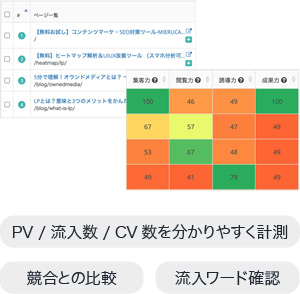 # ページ一覧
1 【無料お試し】コンテンツマーケ・SEO対策ツール-MIERUCA...
/
2 【無料】ヒートマップ解析＆UI/UX改善ツール （スマホ分析可...
/heatmap/lp/
3 5分で理解！オウンドメディアとは？
/blog/ownedmedia/
4 LPとは？意味と3つのメリットをかんた
/blog/what-is-lp/
集客力 閲覧力 誘導力 成果力
100 46 49 100
67 57 47 49
53 67 48 49
49 41 79 49
PV / 流入数 / CV 数を分かりやすく計測
競合との比較 流入ワード確認